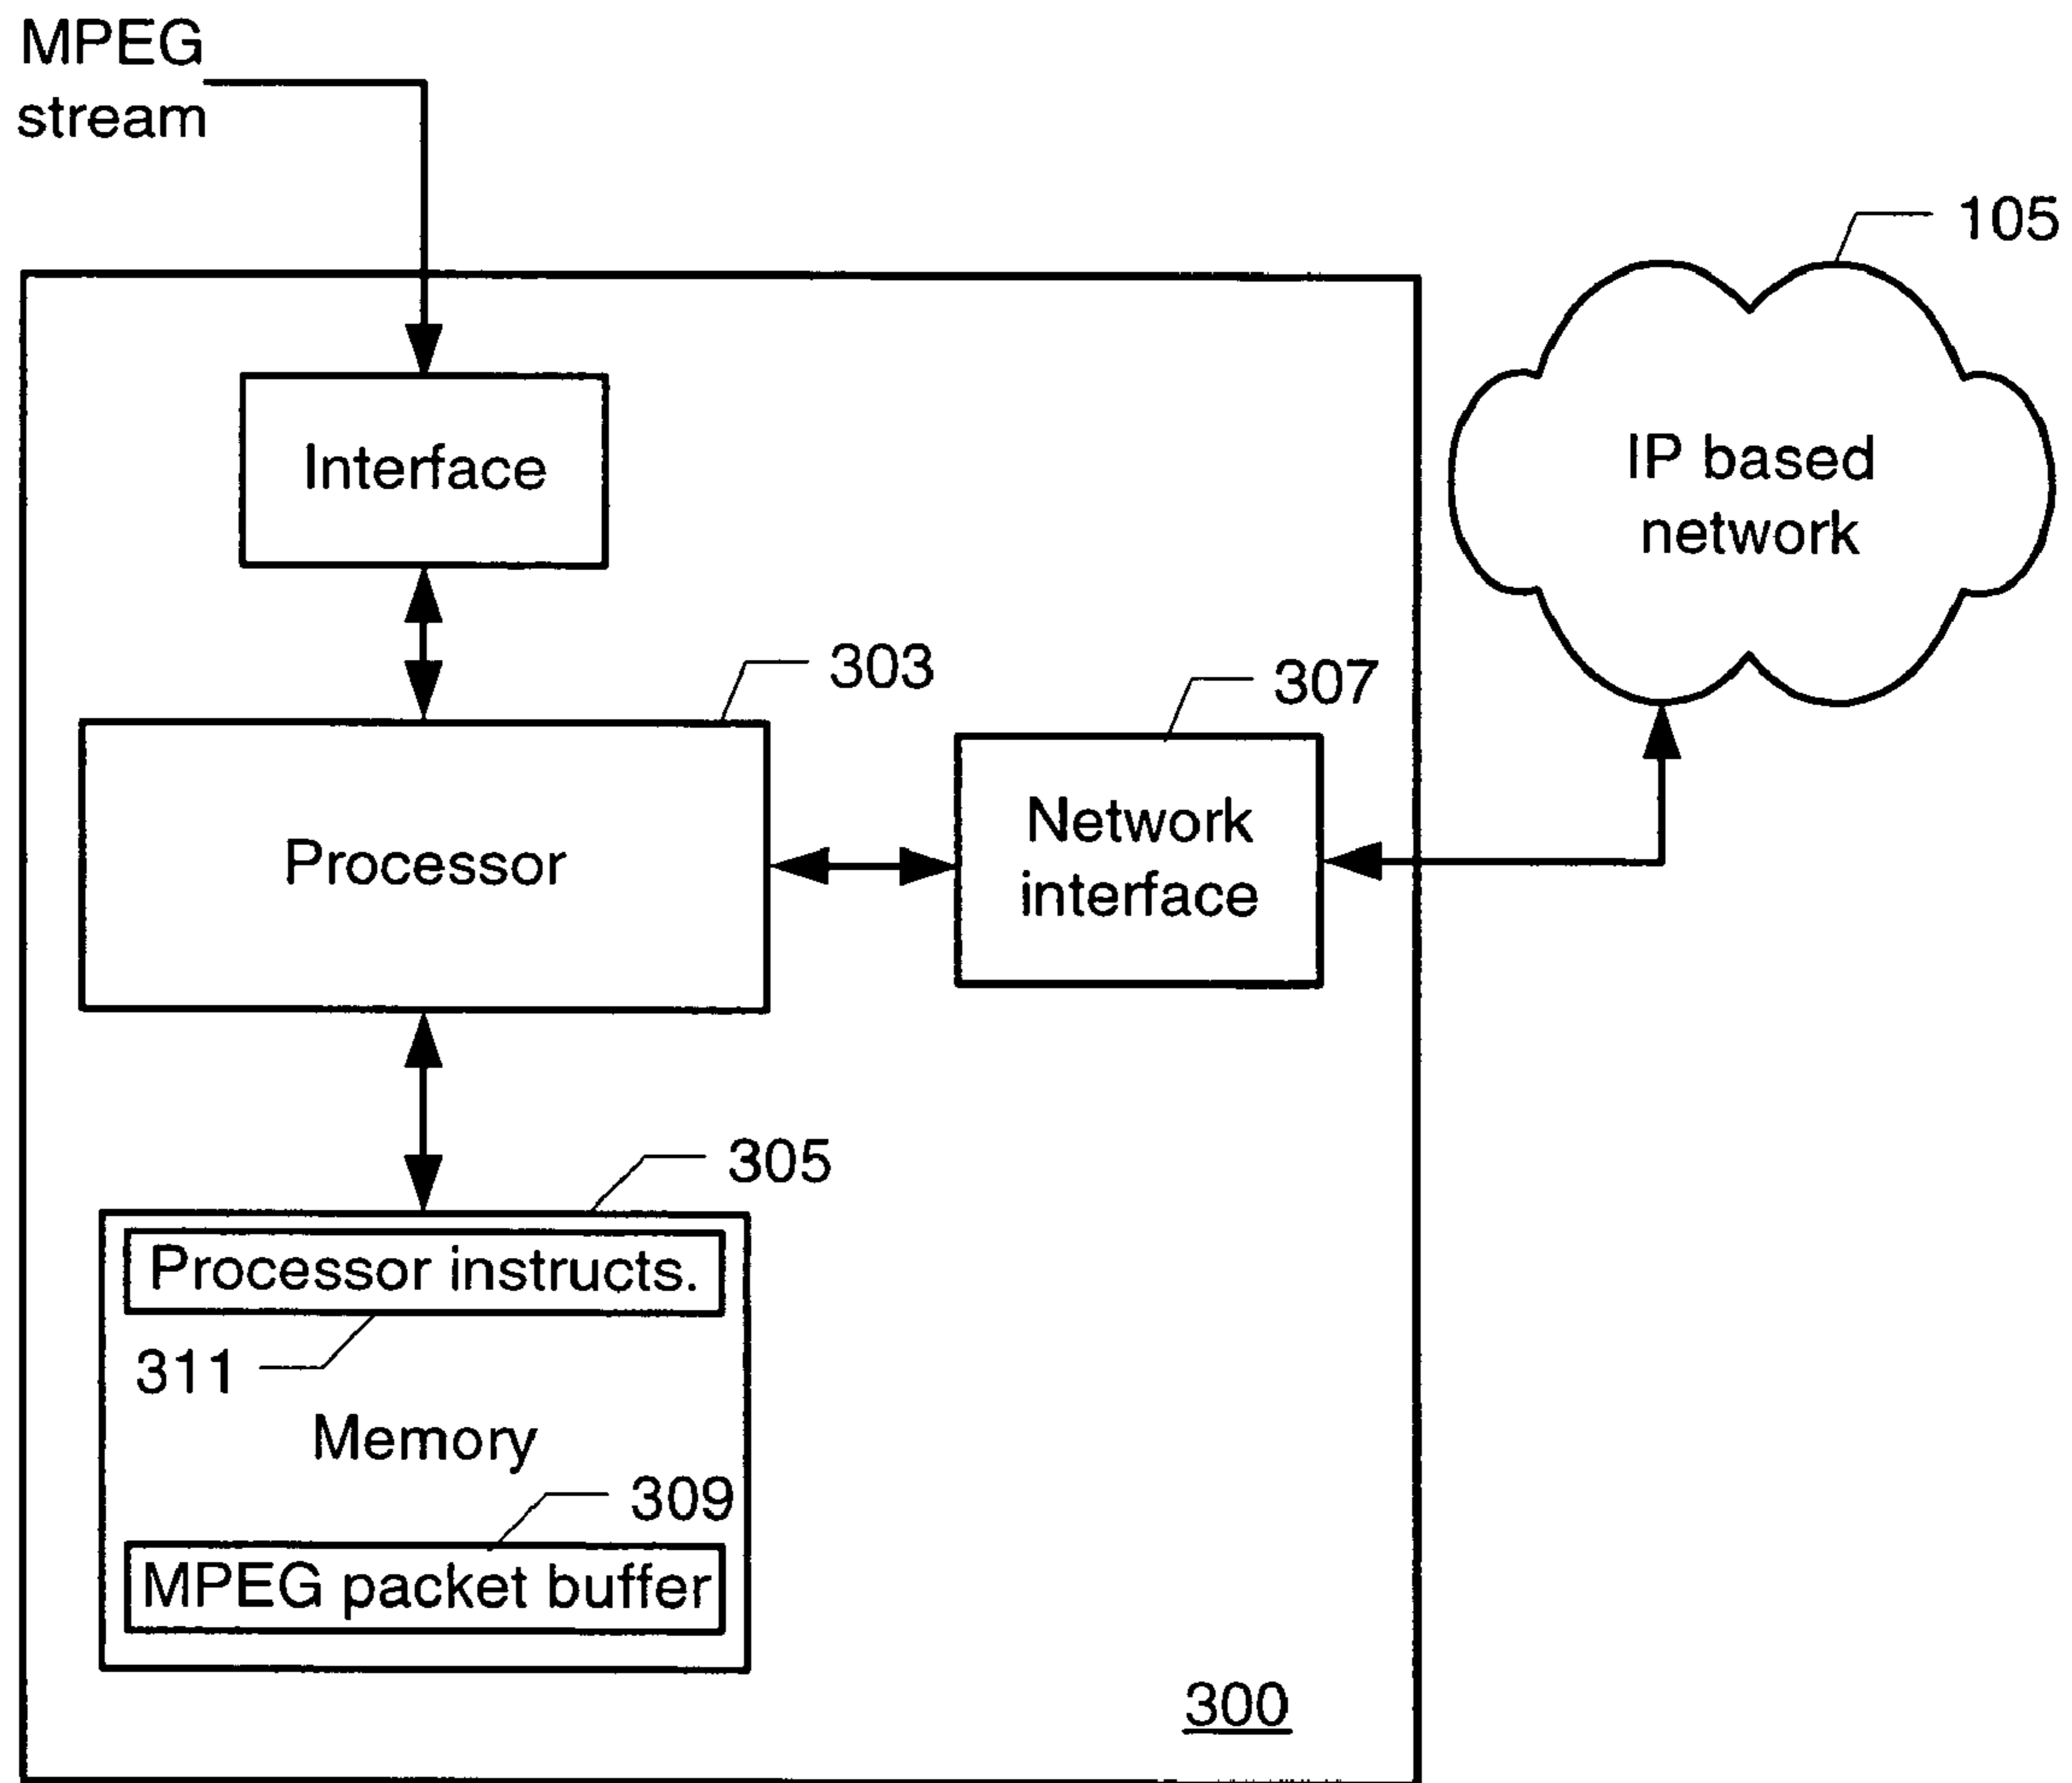 MPEG
stream
105
IP based
network
Interface
303
307
Processor
Network
interface
305
Processor instructs.
311
Memory
309
MPEG packet buffer
300